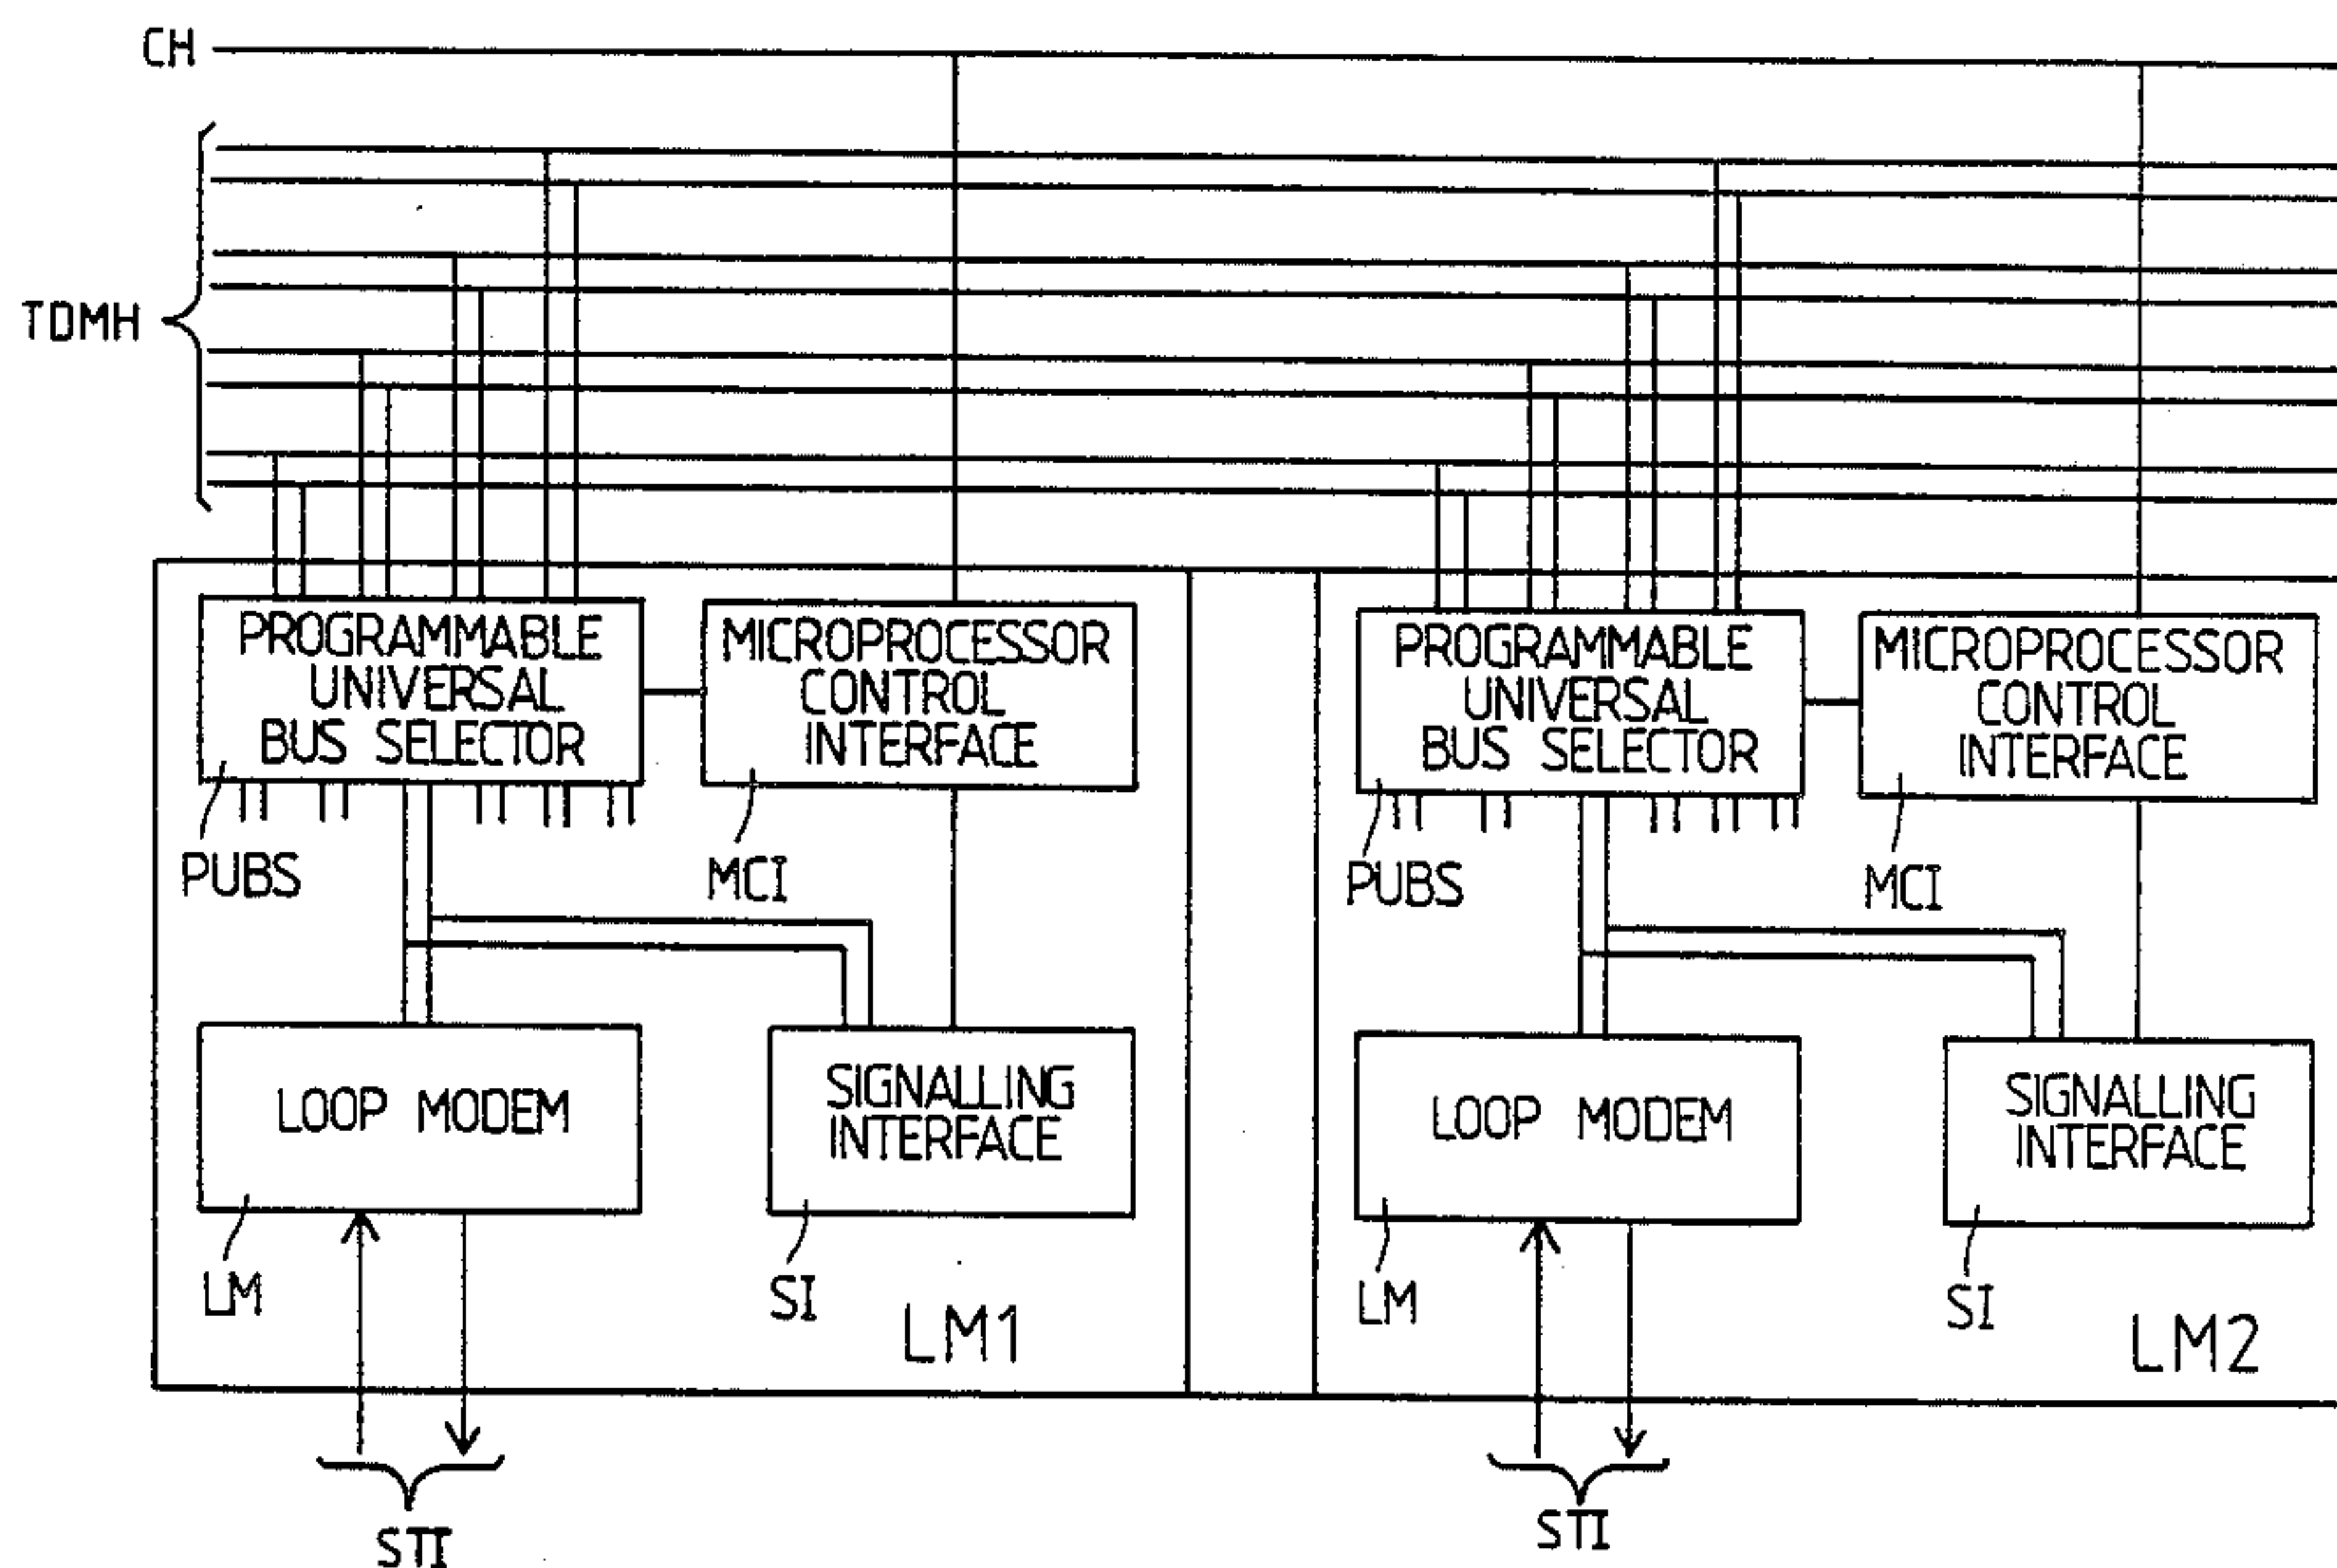 CH
TDMH
PROGRAMMABLE
UNIVERSAL
BUS SELECTOR
MICROPROCESSOR
CONTROL
INTERFACE
PROGRAMMABLE
UNIVERSAL
BUS SELECTOR
MICROPROCESSOR
CONTROL
INTERFACE
PUBS
MCI
PUBS
MCI
LOOP MODEM
SIGNALLING
INTERFACE
LOOP MODEM
SIGNALLING
INTERFACE
LM
SI
LM1
LM
SI
LM2
STI
STI